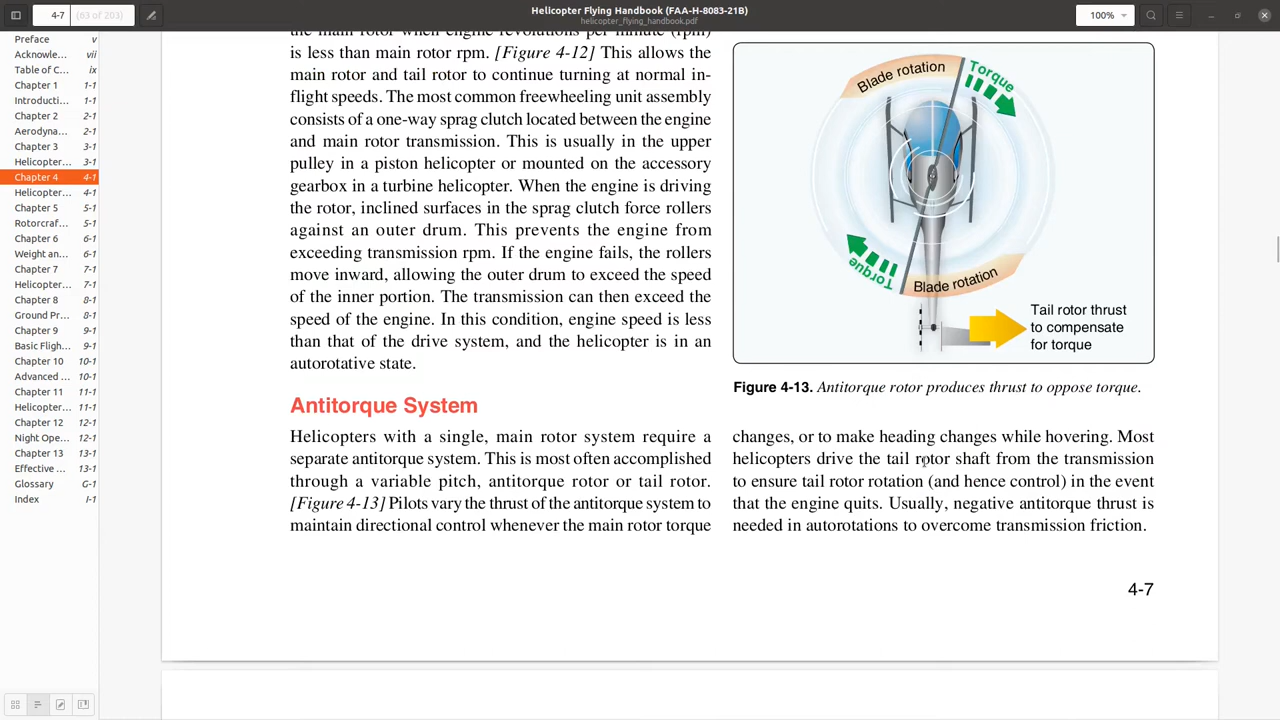 4-7 (63 of 203)
Helicopter Flying Handbook (FAA-H-8083-21B)
helicopter_flying_handbook.pdf
100%
Preface v
Acknowle... vii
Table of C... ix
Chapter 1 1-1
Introducti... 1-1
Chapter 2 2-1
Aerodyna... 2-1
Chapter 3 3-1
Helicopter... 3-1
Chapter 4 4-1
Helicopter... 4-1
Chapter 5 5-1
Rotorcraf... 5-1
Chapter 6 6-1
Weight an... 6-1
Chapter 7 7-1
Helicopter... 7-1
Chapter 8 8-1
Ground Pr... 8-1
Chapter 9 9-1
Basic Fligh... 9-1
Chapter 10 10-1
Advanced ... 10-1
Chapter 11 11-1
Helicopter... 11-1
Chapter 12 12-1
Night Ope... 12-1
Chapter 13 13-1
Effective ... 13-1
Glossary G-1
Index I-1
the main rotor when engine revolutions per minute (rpm)
is less than main rotor rpm. [Figure 4-12] This allows the
main rotor and tail rotor to continue turning at normal in-
flight speeds. The most common freewheeling unit assembly
consists of a one-way sprag clutch located between the engine
and main rotor transmission. This is usually in the upper
pulley in a piston helicopter or mounted on the accessory
gearbox in a turbine helicopter. When the engine is driving
the rotor, inclined surfaces in the sprag clutch force rollers
against an outer drum. This prevents the engine from
exceeding transmission rpm. If the engine fails, the rollers
move inward, allowing the outer drum to exceed the speed
of the inner portion. The transmission can then exceed the
speed of the engine. In this condition, engine speed is less
than that of the drive system, and the helicopter is in an
autorotative state.
Antitorque System
Helicopters with a single, main rotor system require a
separate antitorque system. This is most often accomplished
through a variable pitch, antitorque rotor or tail rotor.
[Figure 4-13] Pilots vary the thrust of the antitorque system to
maintain directional control whenever the main rotor torque
Blade rotation
Torque
Torque
Blade rotation
Tail rotor thrust
to compensate
for torque
Figure 4-13. Antitorque rotor produces thrust to oppose torque.
changes, or to make heading changes while hovering. Most
helicopters drive the tail rotor shaft from the transmission
to ensure tail rotor rotation (and hence control) in the event
that the engine quits. Usually, negative antitorque thrust is
needed in autorotations to overcome transmission friction.
4-7